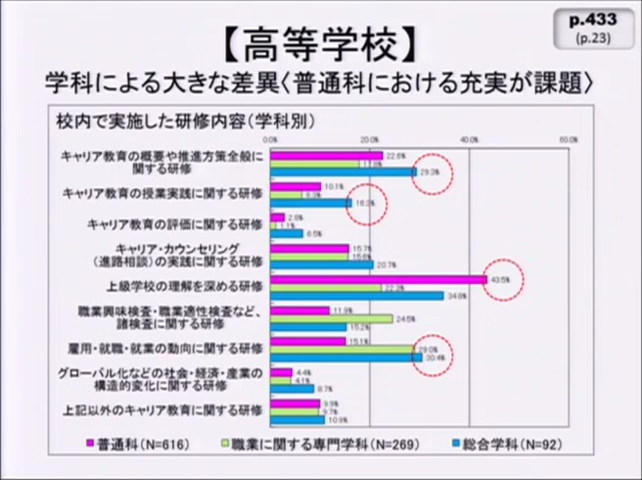 p.433
(p.23)
【高等学校】
学科による大きな差異〈普通科における充実が課題〉
校内で実施した研修内容（学科別）
0.0% 20.0% 40.0% 60.0%
キャリア教育の概要や推進方策全般に
関する研修
22.6%
29.3%
キャリア教育の授業実践に関する研修
10.1%
キャリア教育の評価に関する研修
2.8%
1.1%
6.5%
キャリア・カウンセリング
（進路相談）の実践に関する研修
15.7%
15.6%
20.7%
上級学校の理解を深める研修
43.5%
22.3%
34.8%
職業興味検査・職業適性検査など、
諸検査に関する研修
11.9%
24.5%
15.2%
雇用・就職・就業の動向に関する研修
15.1%
29.0%
30.4%
グローバル化などの社会・経済・産業の
構造的変化に関する研修
4.4%
4.1%
8.7%
上記以外のキャリア教育に関する研修
9.9%
9.7%
10.9%
普通科（N=616） 職業に関する専門学科（N=269） 総合学科（N=92）